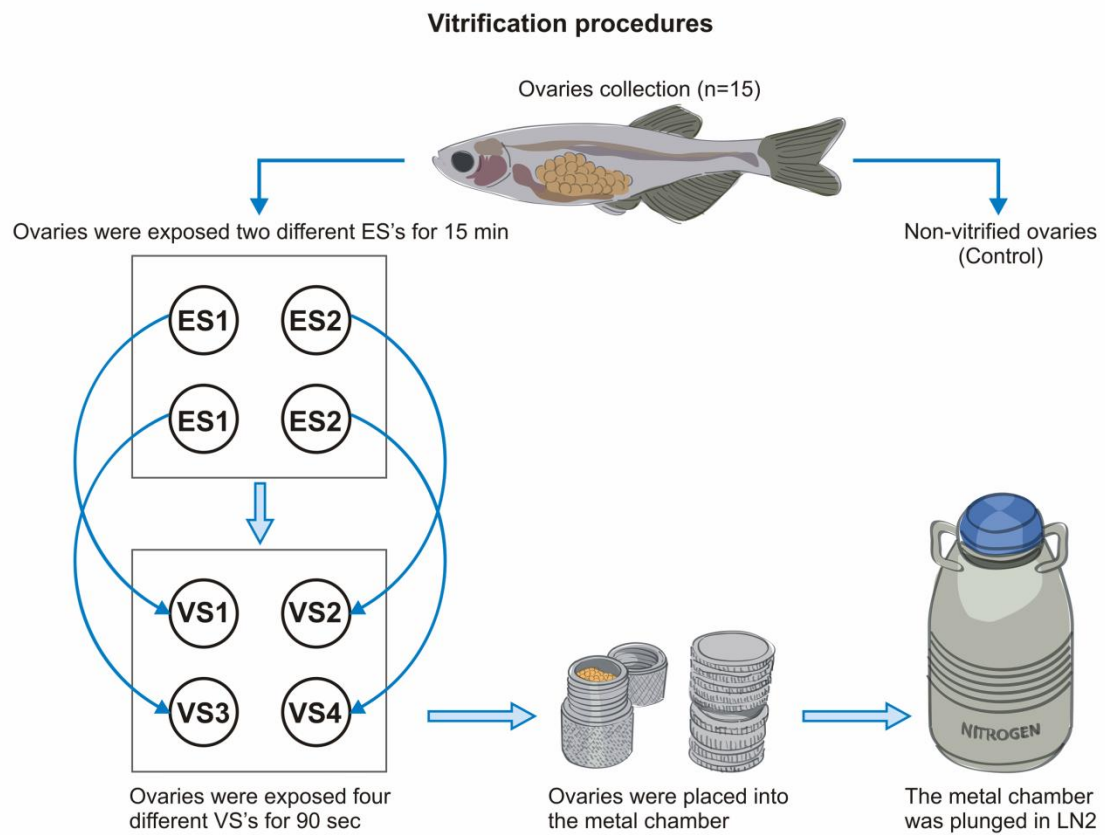 Vitrification procedures
Ovaries collection (n=15)
Ovaries were exposed two different ES's for 15 min
Non-vitrified ovaries
(Control)
ES1 ES2
ES1 ES2
VS1 VS2
VS3 VS4
NITROGEN
Ovaries were exposed four
different VS's for 90 sec
Ovaries were placed into
the metal chamber
The metal chamber
was plunged in LN2